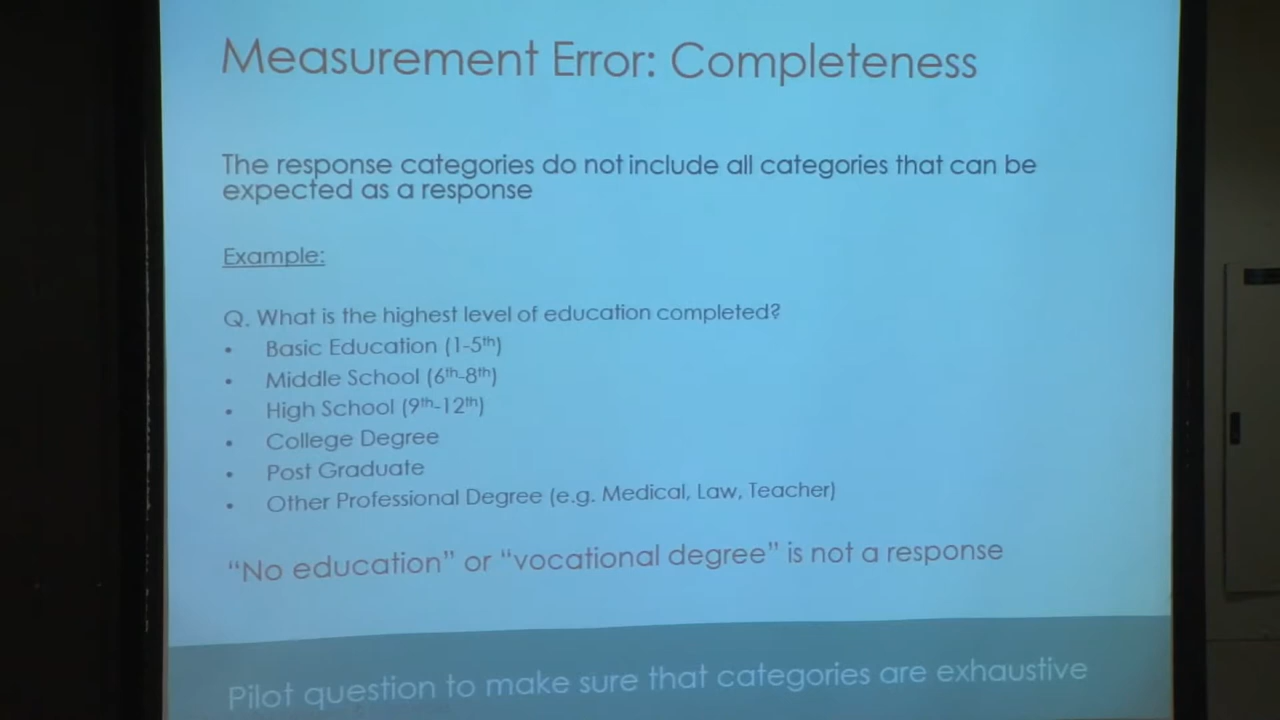 Measurement Error: Completeness
The response categories do not include all categories that can be
expected as a response
Example:
Q. What is the highest level of education completed?
• Basic Education (1-5th)
• Middle School (6th-8th)
• High School (9th-12th)
• College Degree
• Post Graduate
• Other Professional Degree (e.g. Medical, Law, Teacher)
“No education” or “vocational degree” is not a response
Pilot question to make sure that categories are exhaustive